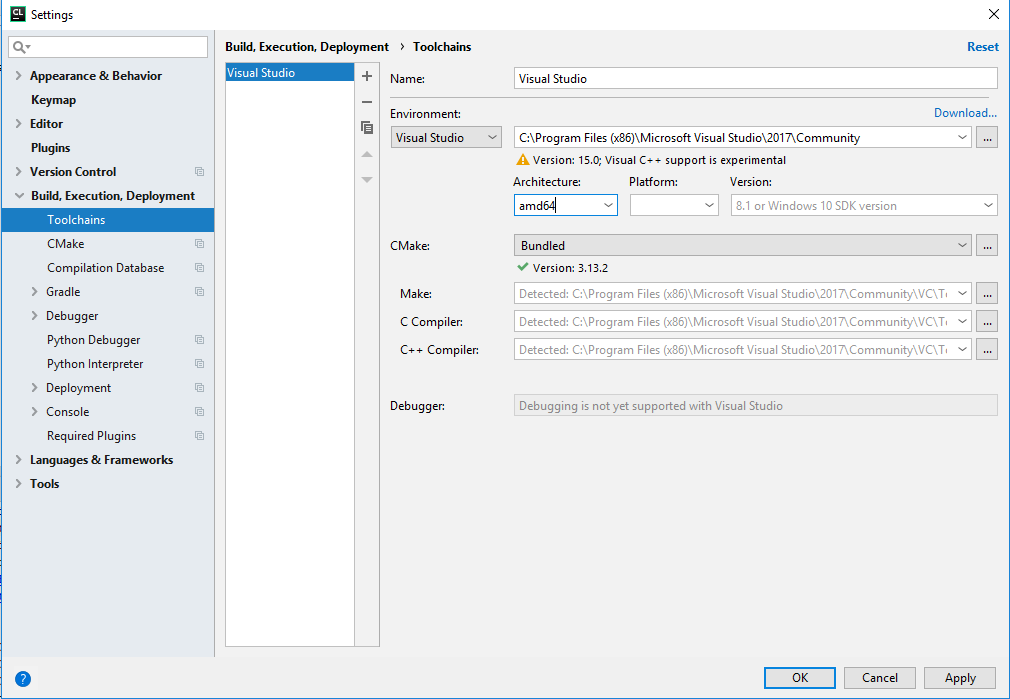 CL Settings
Build, Execution, Deployment › Toolchains
Reset
Appearance & Behavior
Keymap
Editor
Plugins
Version Control
Build, Execution, Deployment
Toolchains
CMake
Compilation Database
Gradle
Debugger
Python Debugger
Python Interpreter
Deployment
Console
Required Plugins
Languages & Frameworks
Tools
Visual Studio
Name: Visual Studio
Environment: Download...
Visual Studio C:\Program Files (x86)\Microsoft Visual Studio\2017\Community ...
Version: 15.0; Visual C++ support is experimental
Architecture: Platform: Version:
amd64 8.1 or Windows 10 SDK version
CMake: Bundled ...
Version: 3.13.2
Make: Detected: C:\Program Files (x86)\Microsoft Visual Studio\2017\Community\VC\T ...
C Compiler: Detected: C:\Program Files (x86)\Microsoft Visual Studio\2017\Community\VC\T ...
C++ Compiler: Detected: C:\Program Files (x86)\Microsoft Visual Studio\2017\Community\VC\T ...
Debugger: Debugging is not yet supported with Visual Studio
? OK Cancel Apply